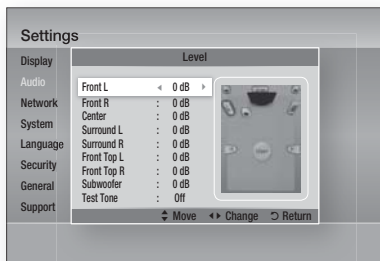 Settings
Display
Audio
Network
System
Language
Security
General
Support
Level
Front L ◄ 0 dB ►
Front R : 0 dB
Center : 0 dB
Surround L : 0 dB
Surround R : 0 dB
Front Top L : 0 dB
Front Top R : 0 dB
Subwoofer : 0 dB
Test Tone : Off
Move Change Return